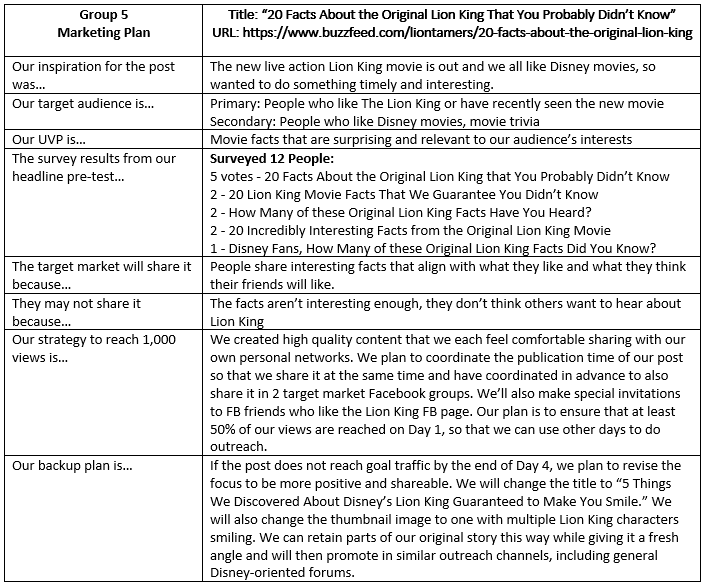 Group 5
Marketing Plan
Title: “20 Facts About the Original Lion King That You Probably Didn’t Know”
URL: https://www.buzzfeed.com/liontamers/20-facts-about-the-original-lion-king
Our inspiration for the post
was…
The new live action Lion King movie is out and we all like Disney movies, so
wanted to do something timely and interesting.
Our target audience is…
Primary: People who like The Lion King or have recently seen the new movie
Secondary: People who like Disney movies, movie trivia
Our UVP is…
Movie facts that are surprising and relevant to our audience’s interests
The survey results from our
headline pre-test…
Surveyed 12 People:
5 votes - 20 Facts About the Original Lion King that You Probably Didn’t Know
2 - 20 Lion King Movie Facts That We Guarantee You Didn’t Know
2 - How Many of these Original Lion King Facts Have You Heard?
2 - 20 Incredibly Interesting Facts from the Original Lion King Movie
1 - Disney Fans, How Many of these Original Lion King Facts Did You Know?
The target market will share it
because…
People share interesting facts that align with what they like and what they think
their friends will like.
They may not share it
because…
The facts aren’t interesting enough, they don’t think others want to hear about
Lion King
Our strategy to reach 1,000
views is…
We created high quality content that we each feel comfortable sharing with our
own personal networks. We plan to coordinate the publication time of our post
so that we share it at the same time and have coordinated in advance to also
share it in 2 target market Facebook groups. We’ll also make special invitations
to FB friends who like the Lion King FB page. Our plan is to ensure that at least
50% of our views are reached on Day 1, so that we can use other days to do
outreach.
Our backup plan is…
If the post does not reach goal traffic by the end of Day 4, we plan to revise the
focus to be more positive and shareable. We will change the title to “5 Things
We Discovered About Disney’s Lion King Guaranteed to Make You Smile.” We
will also change the thumbnail image to one with multiple Lion King characters
smiling. We can retain parts of our original story this way while giving it a fresh
angle and will then promote in similar outreach channels, including general
Disney-oriented forums.